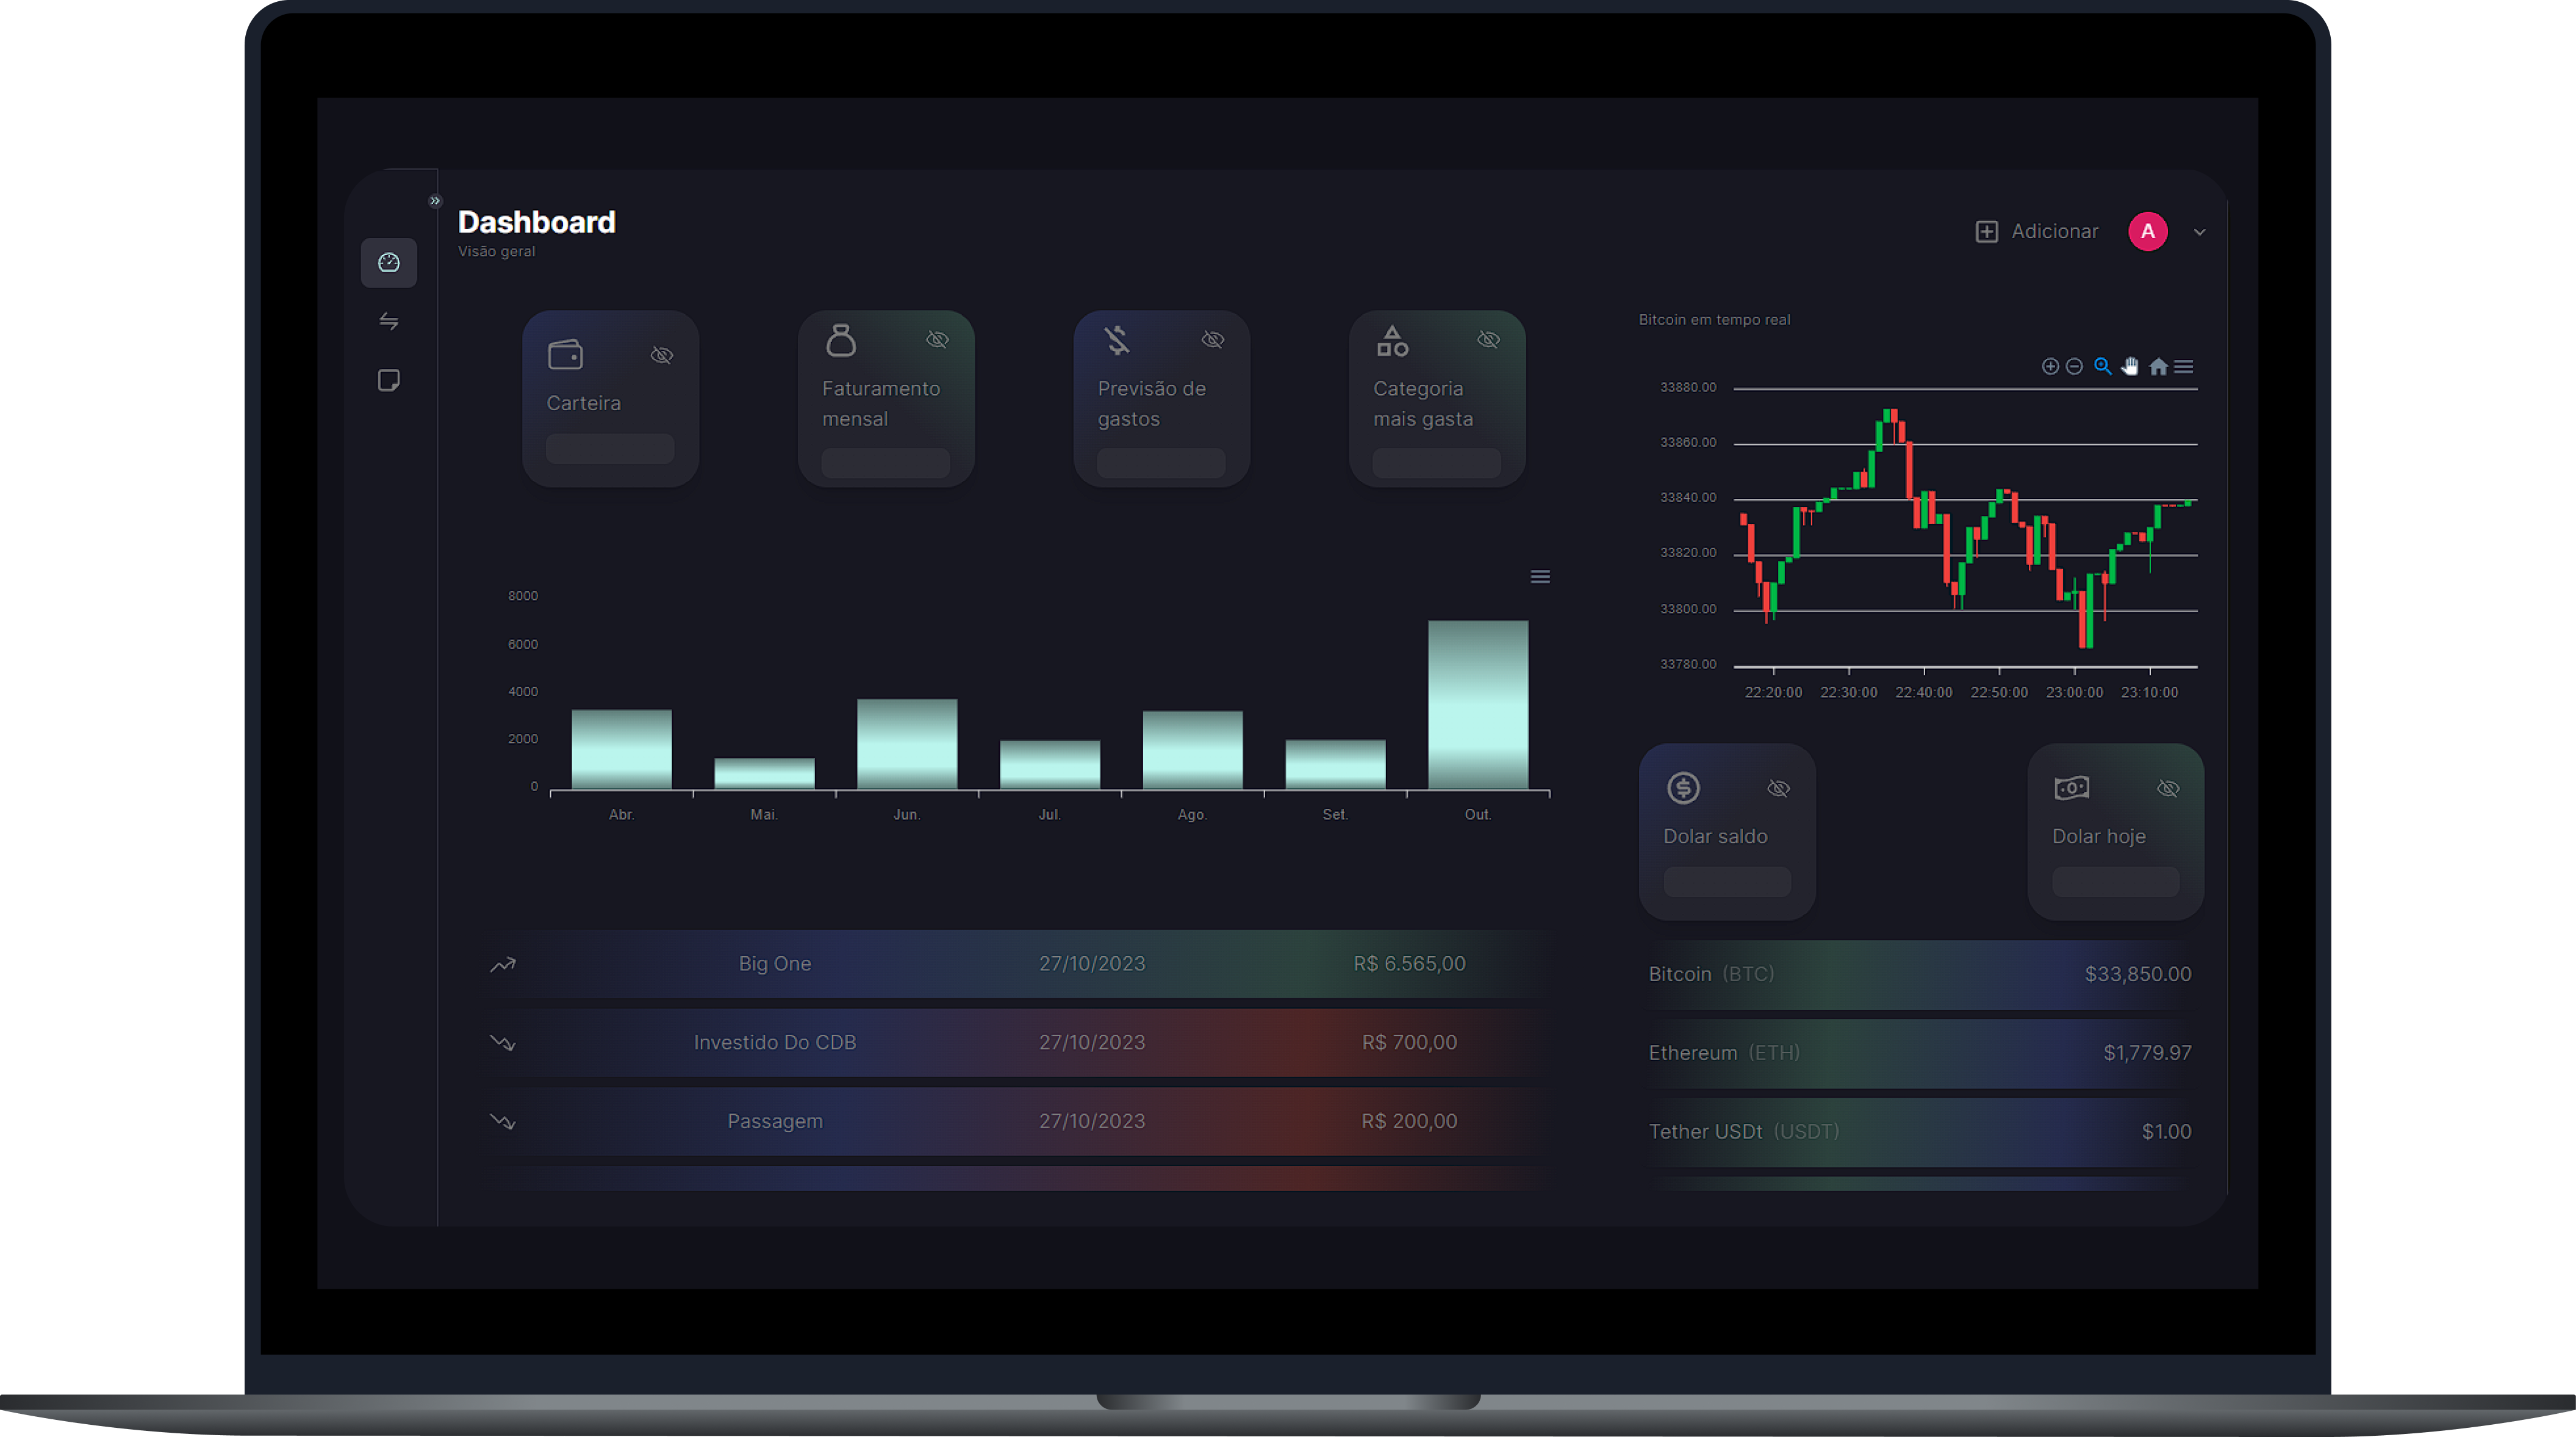 Dashboard
Visão geral
Adicionar
A
Carteira
Faturamento
mensal
Previsão de
gastos
Categoria
mais gasta
Bitcoin em tempo real
33880.00
33860.00
33840.00
33820.00
33800.00
33780.00
22:20:00 22:30:00 22:40:00 22:50:00 23:00:00 23:10:00
8000
6000
4000
2000
0
Abr. Mai. Jun. Jul. Ago. Set. Out.
Dolar saldo
Dolar hoje
Big One 27/10/2023 R$ 6.565,00
Investido Do CDB 27/10/2023 R$ 700,00
Passagem 27/10/2023 R$ 200,00
Bitcoin (BTC) $33,850.00
Ethereum (ETH) $1,779.97
Tether USDt (USDT) $1.00